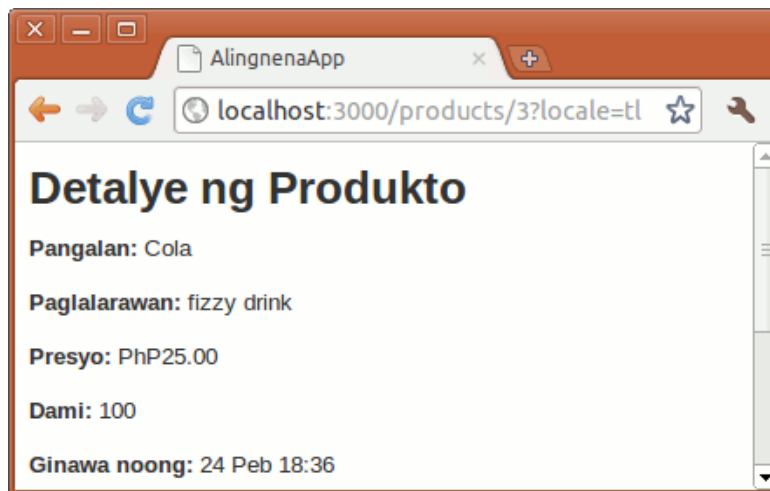 AlingnenaApp
localhost:3000/products/3?locale=tl
Detalye ng Produkto
Pangalan: Cola
Paglalarawan: fizzy drink
Presyo: PhP25.00
Dami: 100
Ginawa noong: 24 Peb 18:36